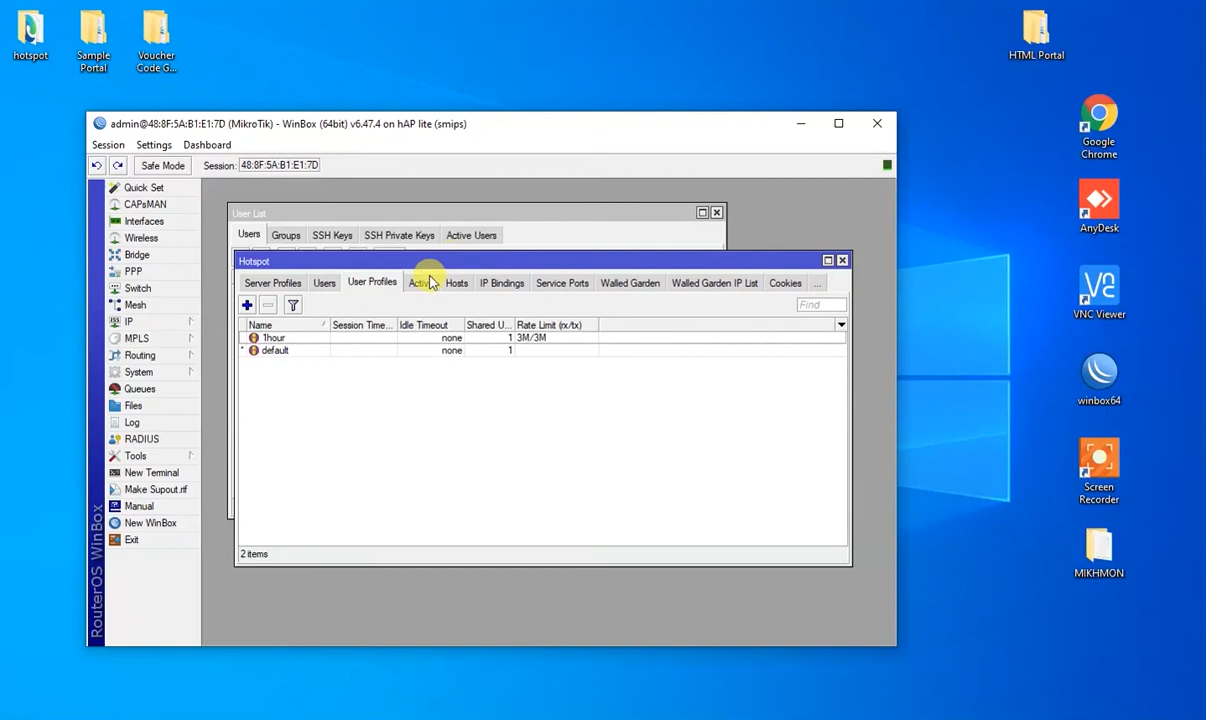 hotspot
Sample Portal
Voucher Code G...
HTML Portal
Google Chrome
AnyDesk
VNC Viewer
winbox64
Screen Recorder
MIKHMON
admin@48:8F:5A:B1:E1:7D (MikroTik) - WinBox (64bit) v6.47.4 on hAP lite (smips)
Session Settings Dashboard
Safe Mode Session: 48:8F:5A:B1:E1:7D
Quick Set
CAPsMAN
Interfaces
Wireless
Bridge
PPP
Switch
Mesh
IP
MPLS
Routing
System
Queues
Files
Log
RADIUS
Tools
New Terminal
Make Supout.rif
Manual
New WinBox
Exit
RouterOS WinBox
User List
Users Groups SSH Keys SSH Private Keys Active Users
Hotspot
Server Profiles Users User Profiles Hosts IP Bindings Service Ports Walled Garden Walled Garden IP List Cookies ...
Find
Name Session Time... Idle Timeout Shared U... Rate Limit (rx/tx)
1hour none 1 3M/3M
* default none 1
2 items